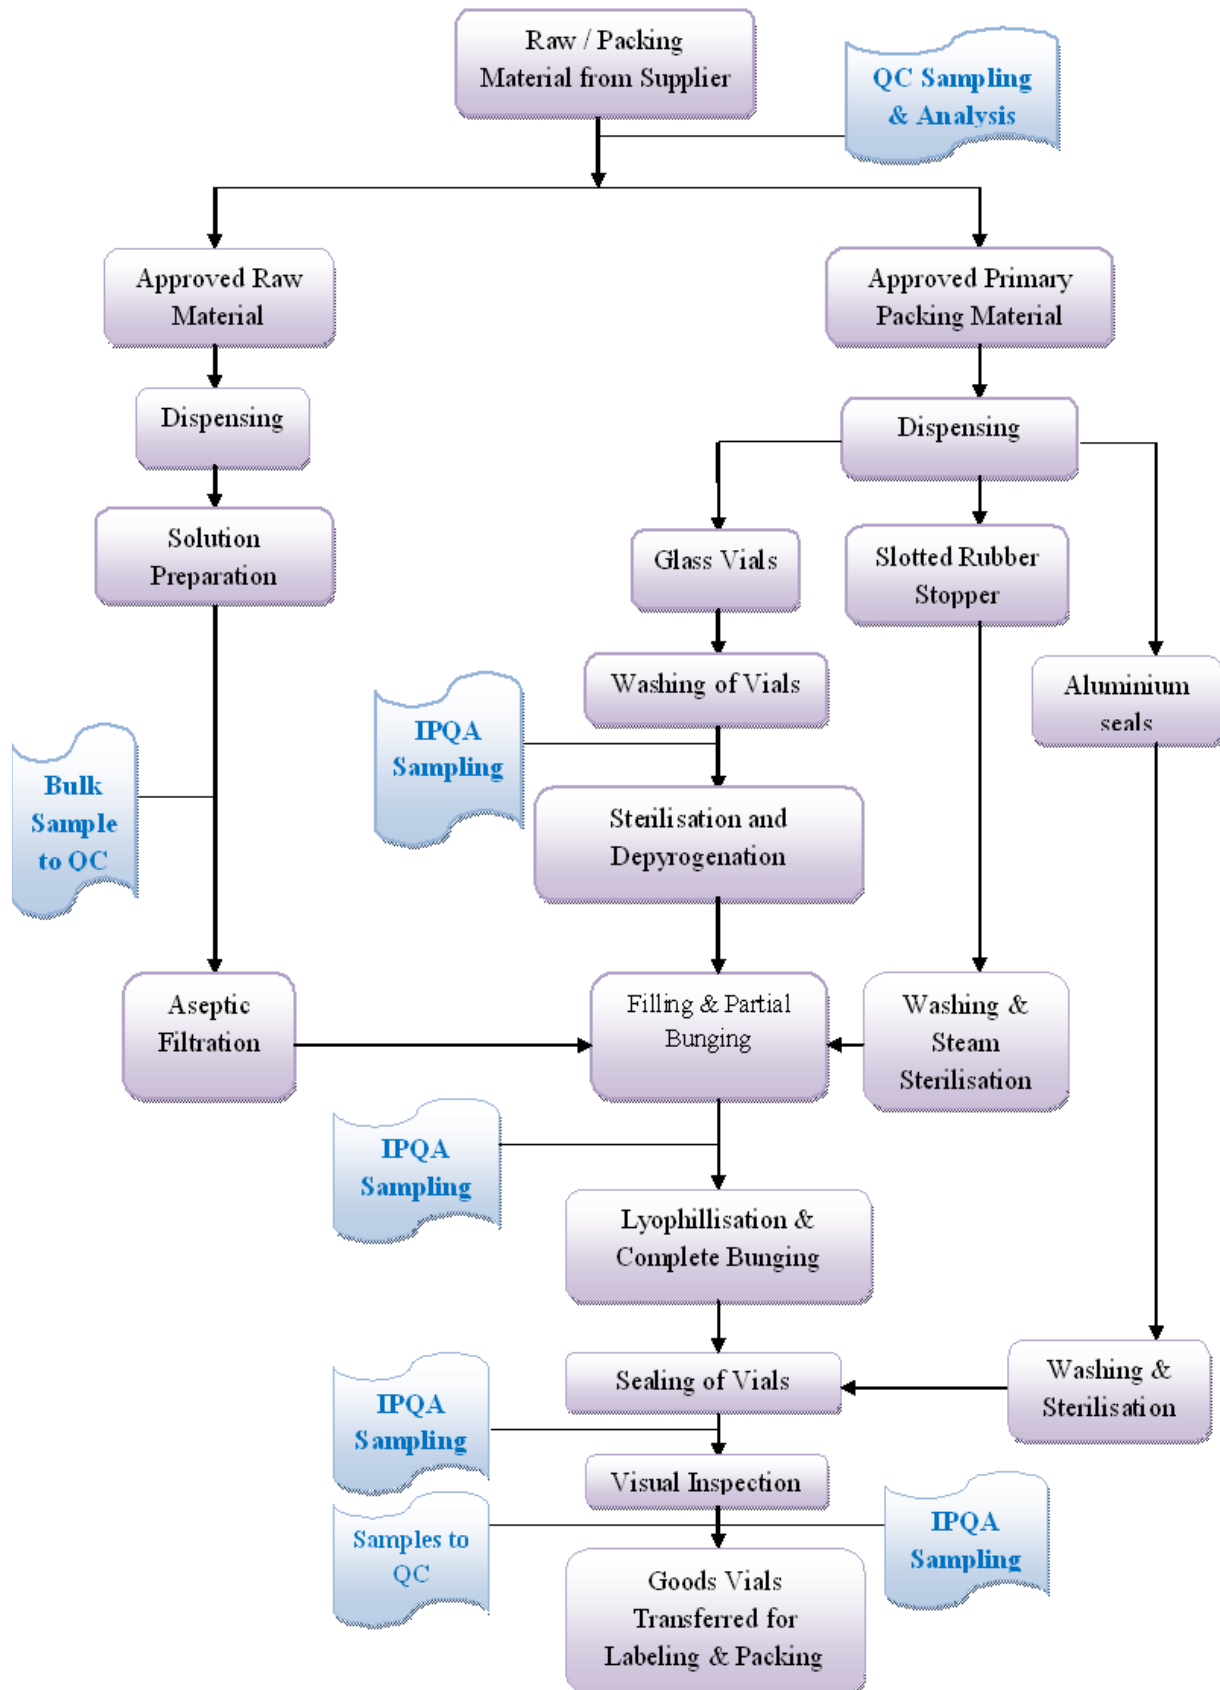 Raw / Packing
Material from Supplier
QC Sampling
& Analysis
Approved Raw
Material
Approved Primary
Packing Material
Dispensing
Dispensing
Solution
Preparation
Glass Vials
Slotted Rubber
Stopper
Washing of Vials
Aluminium
seals
IPQA
Sampling
Bulk
Sample
to QC
Sterilisation and
Depyrogenation
Aseptic
Filtration
Filling & Partial
Bunging
Washing &
Steam
Sterilisation
IPQA
Sampling
Lyophillisation &
Complete Bunging
Sealing of Vials
Washing &
Sterilisation
IPQA
Sampling
Visual Inspection
Samples to
QC
IPQA
Sampling
Goods Vials
Transferred for
Labeling & Packing